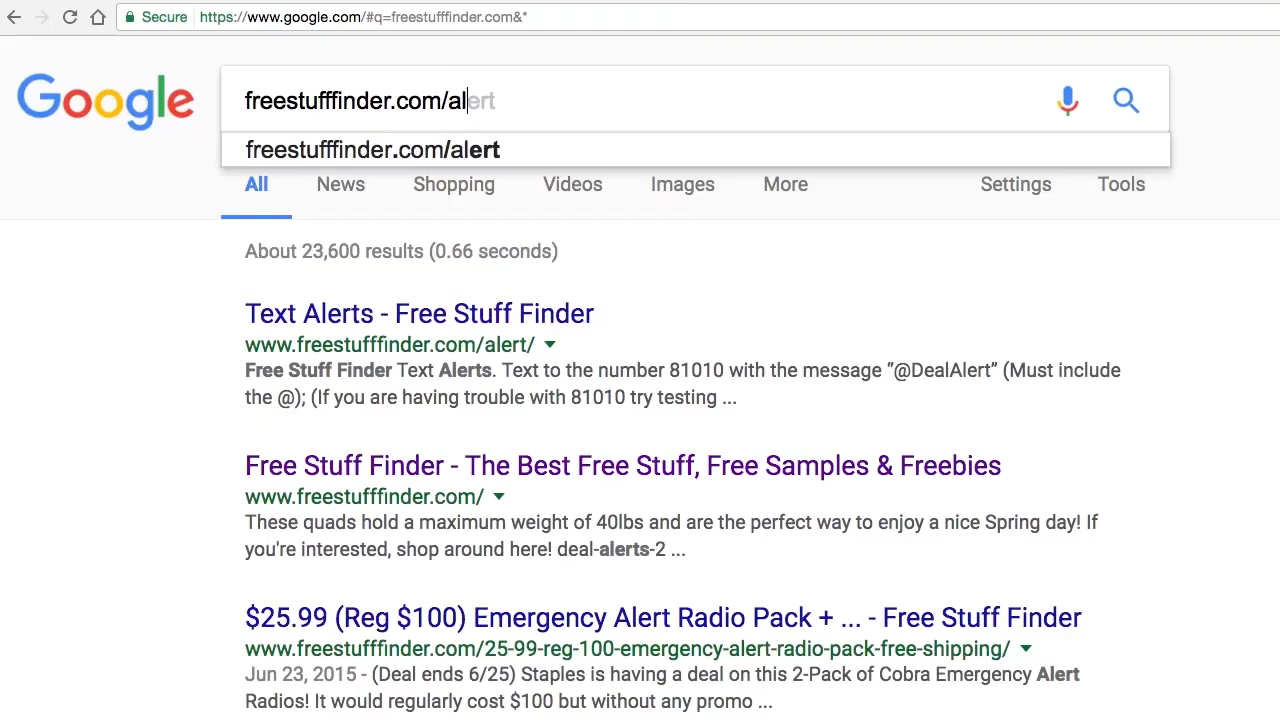 Secure https://www.google.com/#q=freestufffinder.com&*
Google
freestufffinder.com/alert
freestufffinder.com/alert
All News Shopping Videos Images More Settings Tools
About 23,600 results (0.66 seconds)
Text Alerts - Free Stuff Finder
www.freestufffinder.com/alert/
Free Stuff Finder Text Alerts. Text to the number 81010 with the message “@DealAlert” (Must include
the @); (If you are having trouble with 81010 try testing ...
Free Stuff Finder - The Best Free Stuff, Free Samples & Freebies
www.freestufffinder.com/
These quads hold a maximum weight of 40lbs and are the perfect way to enjoy a nice Spring day! If
you're interested, shop around here! deal-alerts-2 ...
$25.99 (Reg $100) Emergency Alert Radio Pack + ... - Free Stuff Finder
www.freestufffinder.com/25-99-reg-100-emergency-alert-radio-pack-free-shipping/
Jun 23, 2015 - (Deal ends 6/25) Staples is having a deal on this 2-Pack of Cobra Emergency Alert
Radios! It would regularly cost $100 but without any promo ...